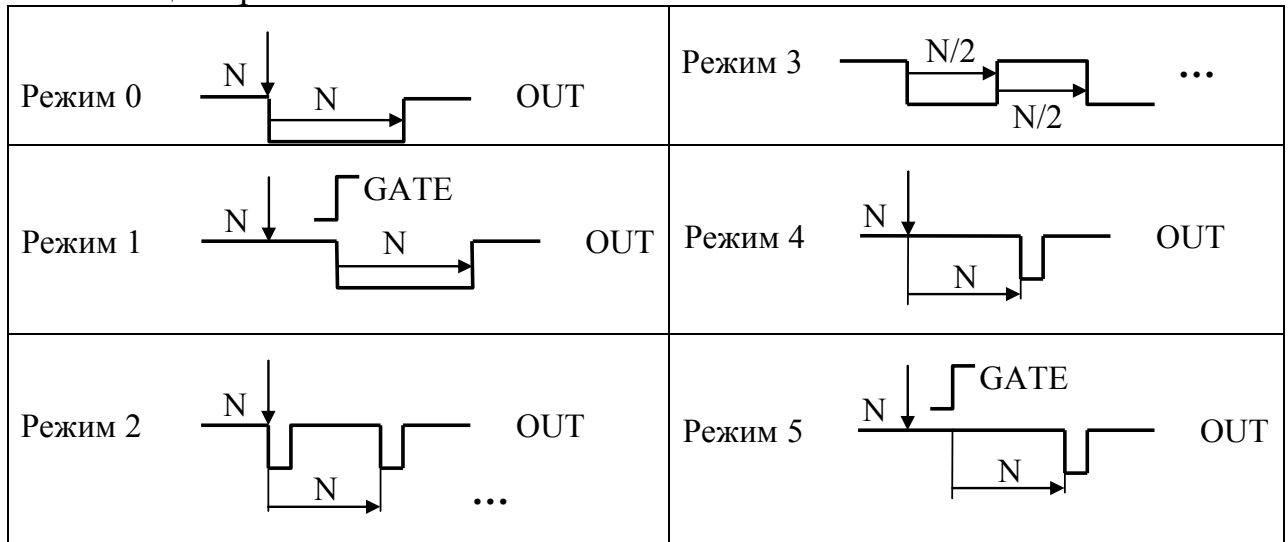 N
Режим 0 N OUT
Режим 3 N/2 ...
N/2
GATE
Режим 1 N N OUT
N
Режим 4 OUT
N
N
Режим 2 OUT
N ...
GATE
N
Режим 5 OUT
N